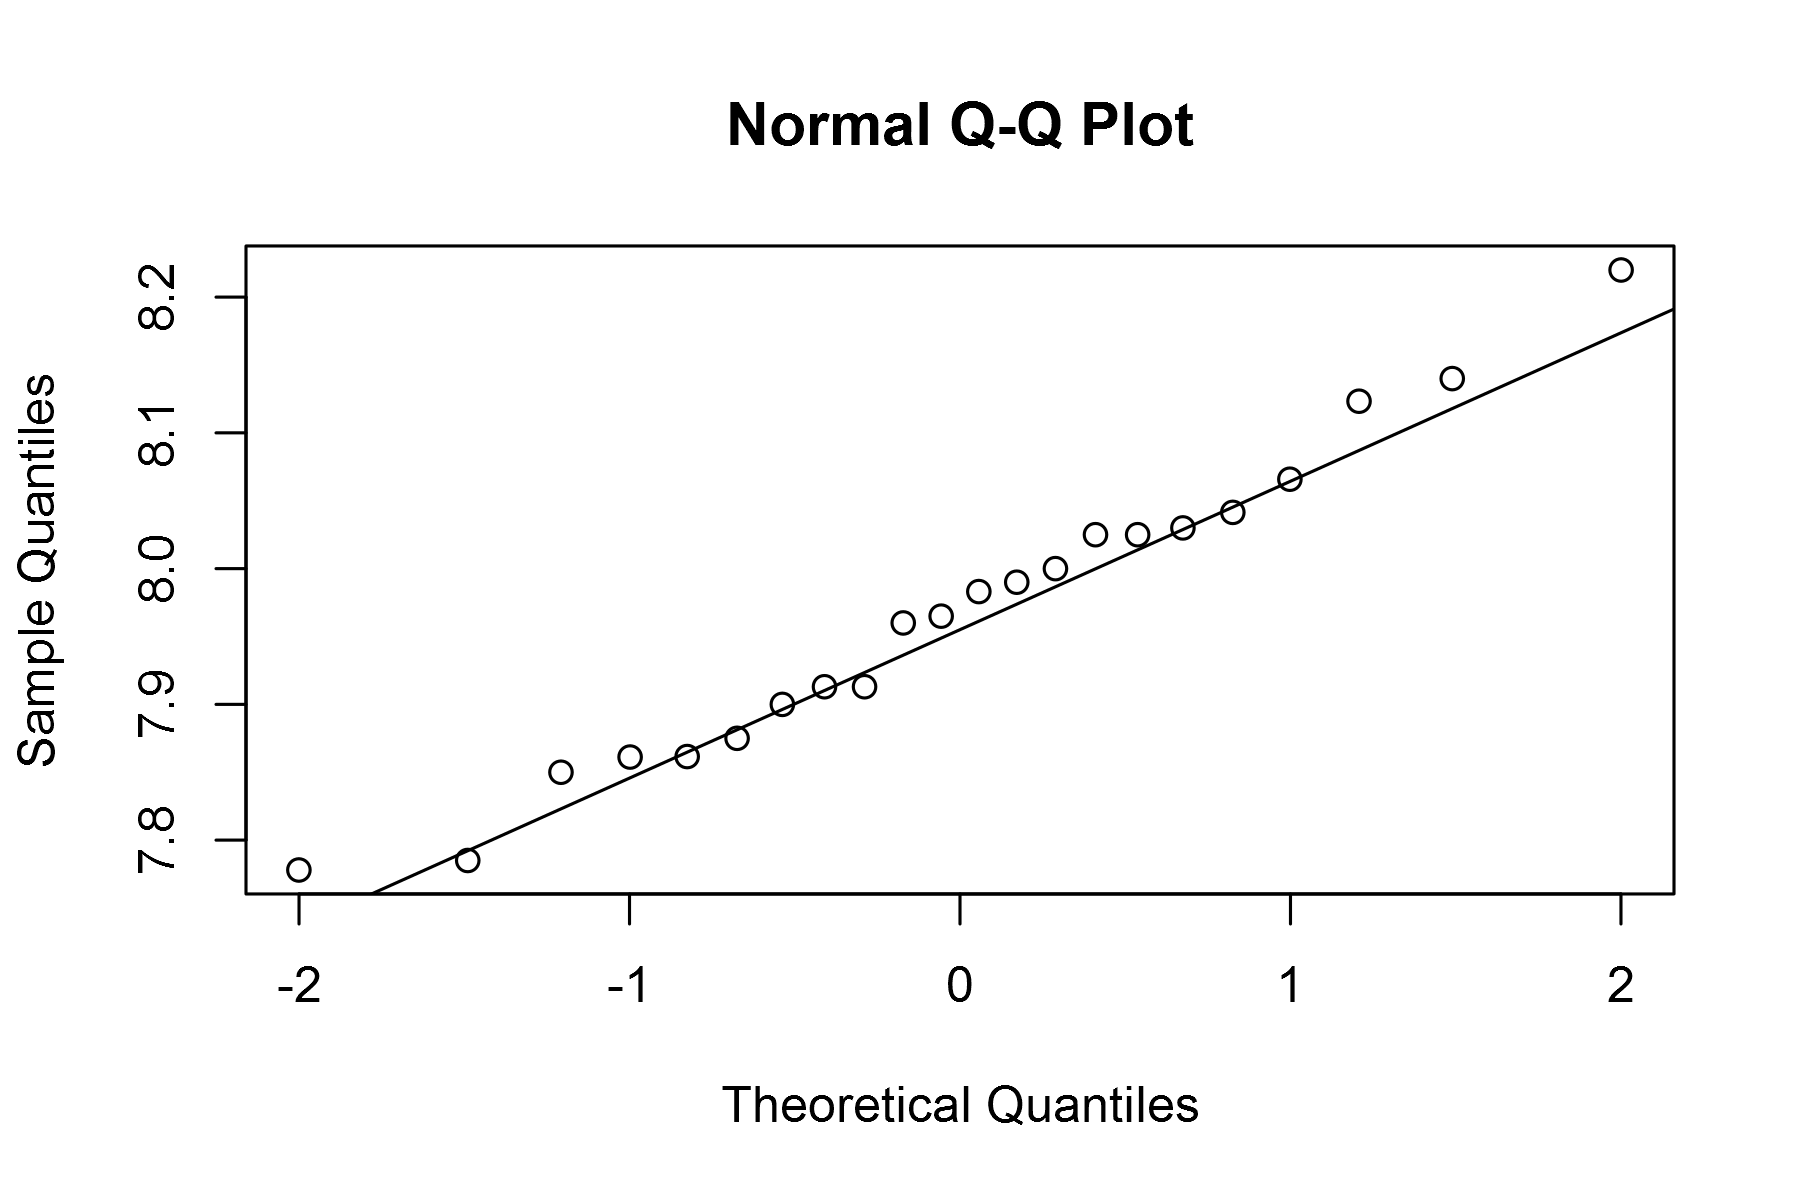 Normal Q-Q Plot
Sample Quantiles
8.2
8.1
8.0
7.9
7.8
-2 -1 0 1 2
Theoretical Quantiles